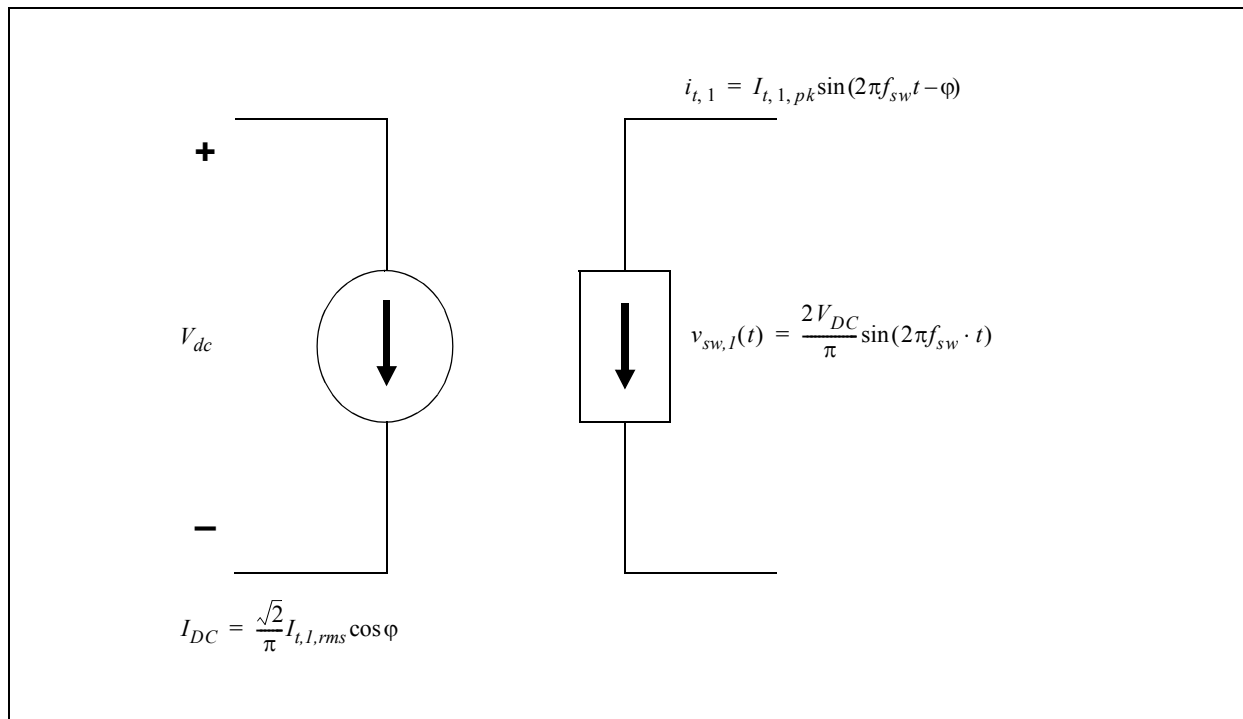 i_{t, 1} = I_{t, 1, pk} sin(2πf_{sw}t–φ)
+
V_{dc}
v_{sw,1}(t) = \frac{2V_{DC}}{π} sin(2πf_{sw} · t)
–
I_{DC} = \frac{\sqrt{2}}{π} I_{t,1,rms} cosφ